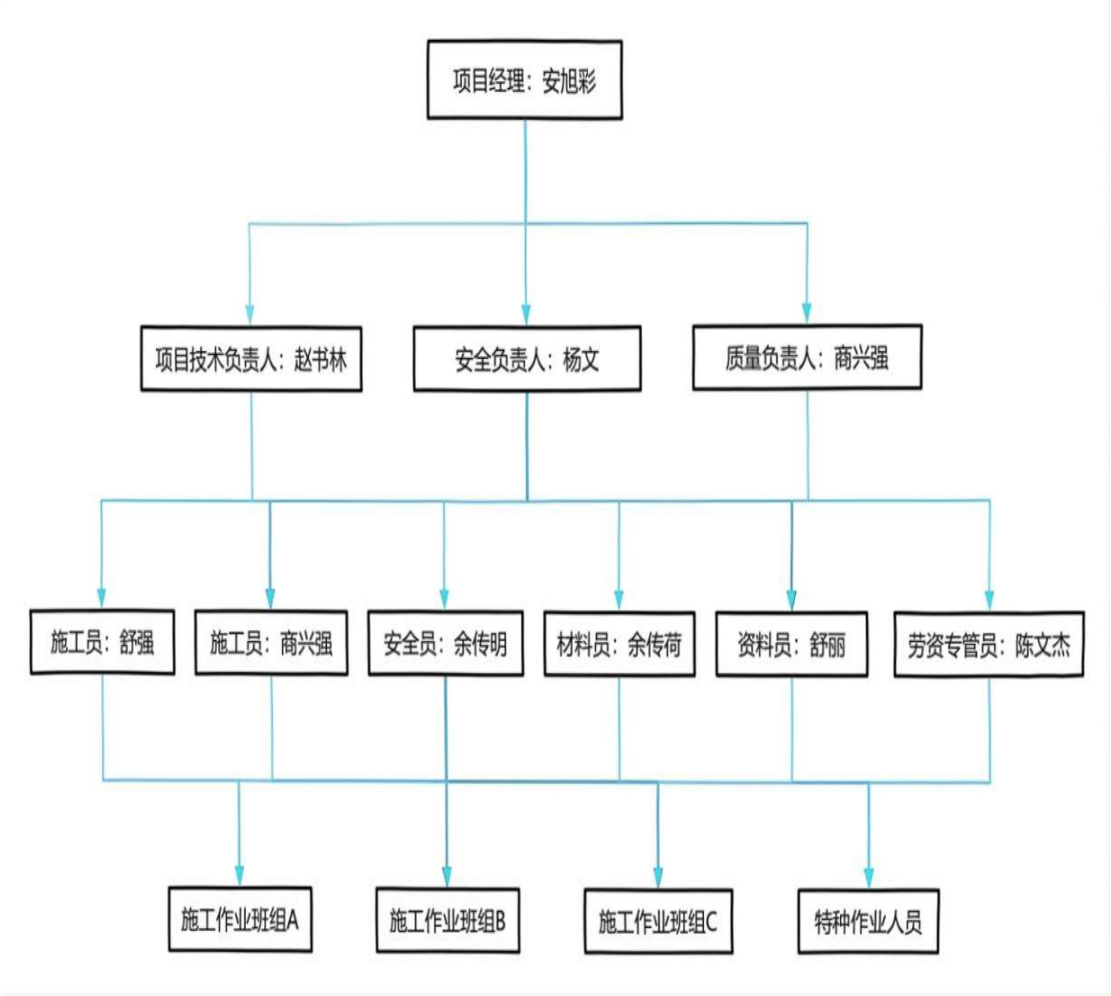 项目经理：安旭彩
项目技术负责人：赵书林
安全负责人：杨文
质量负责人：商兴强
施工员：舒强
施工员：商兴强
安全员：余传明
材料员：余传荷
资料员：舒丽
劳资专管员：陈文杰
施工作业班组A
施工作业班组B
施工作业班组C
特种作业人员